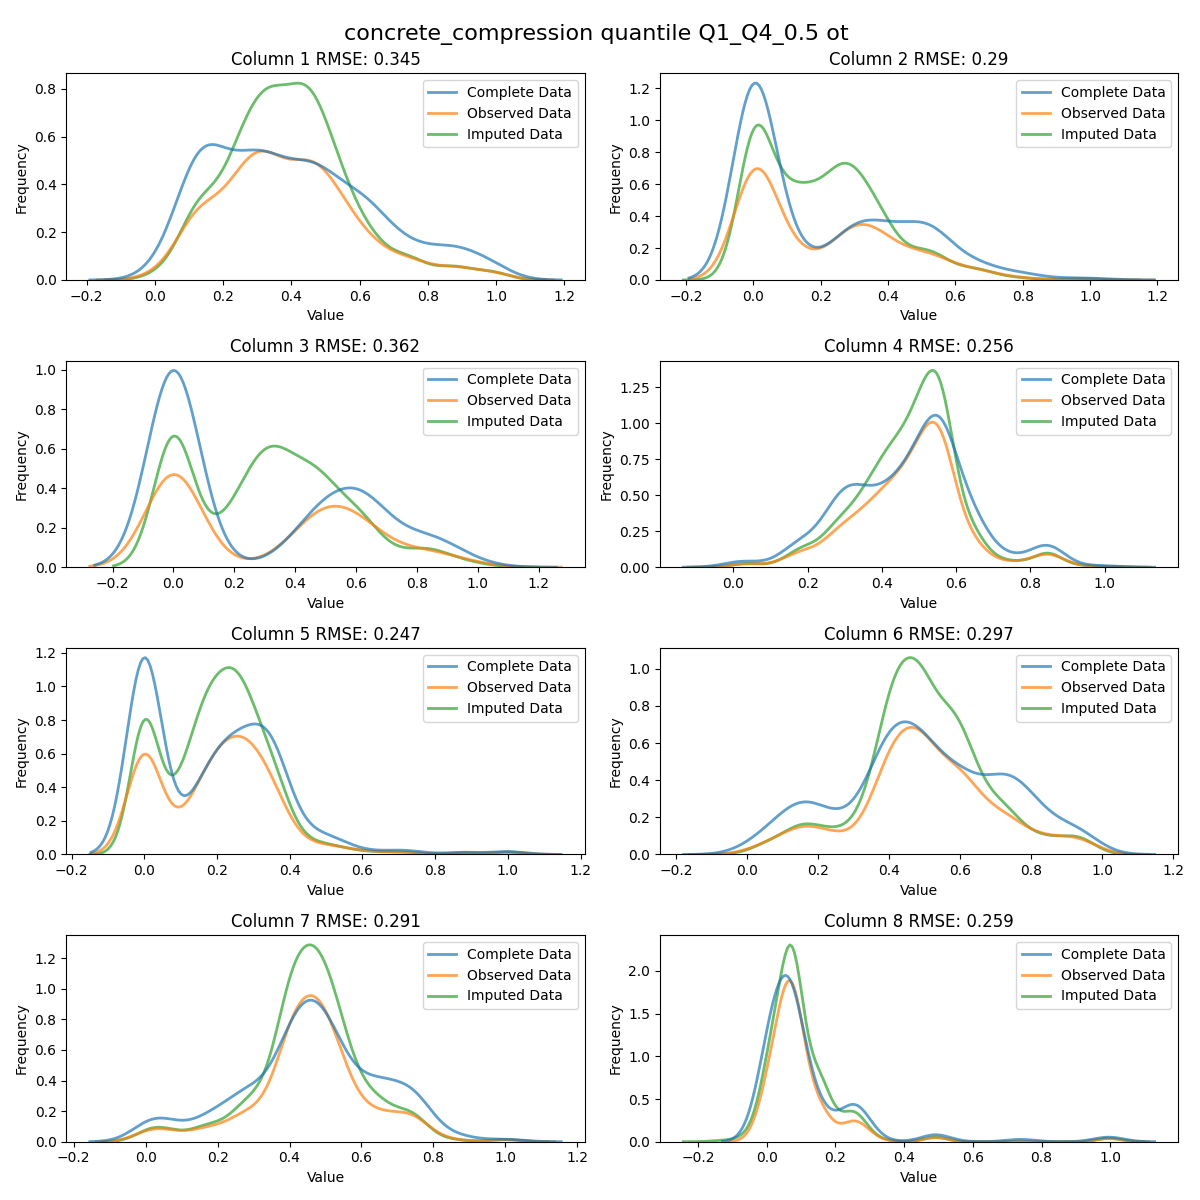 concrete_compression quantile Q1_Q4_0.5 ot
Column 1 RMSE: 0.345
0.8
0.6
0.4
0.2
0.0
Frequency
Complete Data
Observed Data
Imputed Data
−0.2 0.0 0.2 0.4 0.6 0.8 1.0 1.2
Value
Column 2 RMSE: 0.29
1.2
1.0
0.8
0.6
0.4
0.2
0.0
Frequency
Complete Data
Observed Data
Imputed Data
−0.2 0.0 0.2 0.4 0.6 0.8 1.0 1.2
Value
Column 3 RMSE: 0.362
1.0
0.8
0.6
0.4
0.2
0.0
Frequency
Complete Data
Observed Data
Imputed Data
−0.2 0.0 0.2 0.4 0.6 0.8 1.0 1.2
Value
Column 4 RMSE: 0.256
1.25
1.00
0.75
0.50
0.25
0.00
Frequency
Complete Data
Observed Data
Imputed Data
0.0 0.2 0.4 0.6 0.8 1.0
Value
Column 5 RMSE: 0.247
1.2
1.0
0.8
0.6
0.4
0.2
0.0
Frequency
Complete Data
Observed Data
Imputed Data
−0.2 0.0 0.2 0.4 0.6 0.8 1.0 1.2
Value
Column 6 RMSE: 0.297
1.0
0.8
0.6
0.4
0.2
0.0
Frequency
Complete Data
Observed Data
Imputed Data
−0.2 0.0 0.2 0.4 0.6 0.8 1.0 1.2
Value
Column 7 RMSE: 0.291
1.2
1.0
0.8
0.6
0.4
0.2
0.0
Frequency
Complete Data
Observed Data
Imputed Data
−0.2 0.0 0.2 0.4 0.6 0.8 1.0 1.2
Value
Column 8 RMSE: 0.259
2.0
1.5
1.0
0.5
0.0
Frequency
Complete Data
Observed Data
Imputed Data
−0.2 0.0 0.2 0.4 0.6 0.8 1.0
Value